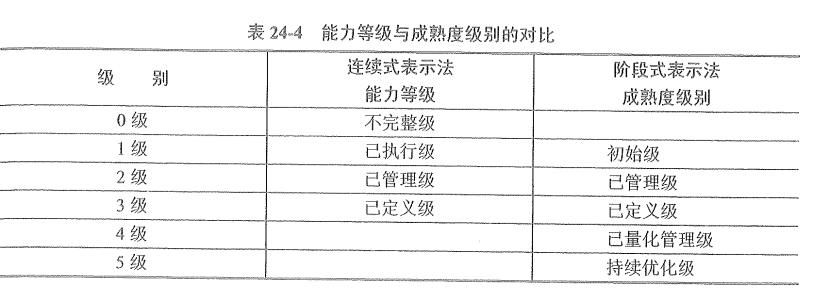 表 24-4 能力等级与成熟度级别的对比
级 别 连续式表示法 能力等级 阶段式表示法 成熟度级别
0 级 不完整级
1 级 已执行级 初始级
2 级 已管理级 已管理级
3 级 已定义级 已定义级
4 级 已量化管理级
5 级 持续优化级